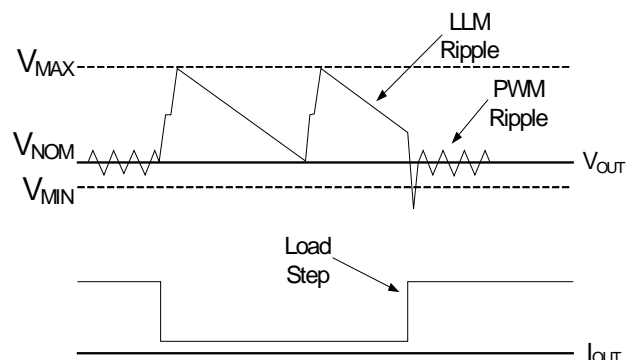 LLM
Ripple
VMAX
PWM
Ripple
VNOM
VOUT
VMIN
Load
Step
IOUT